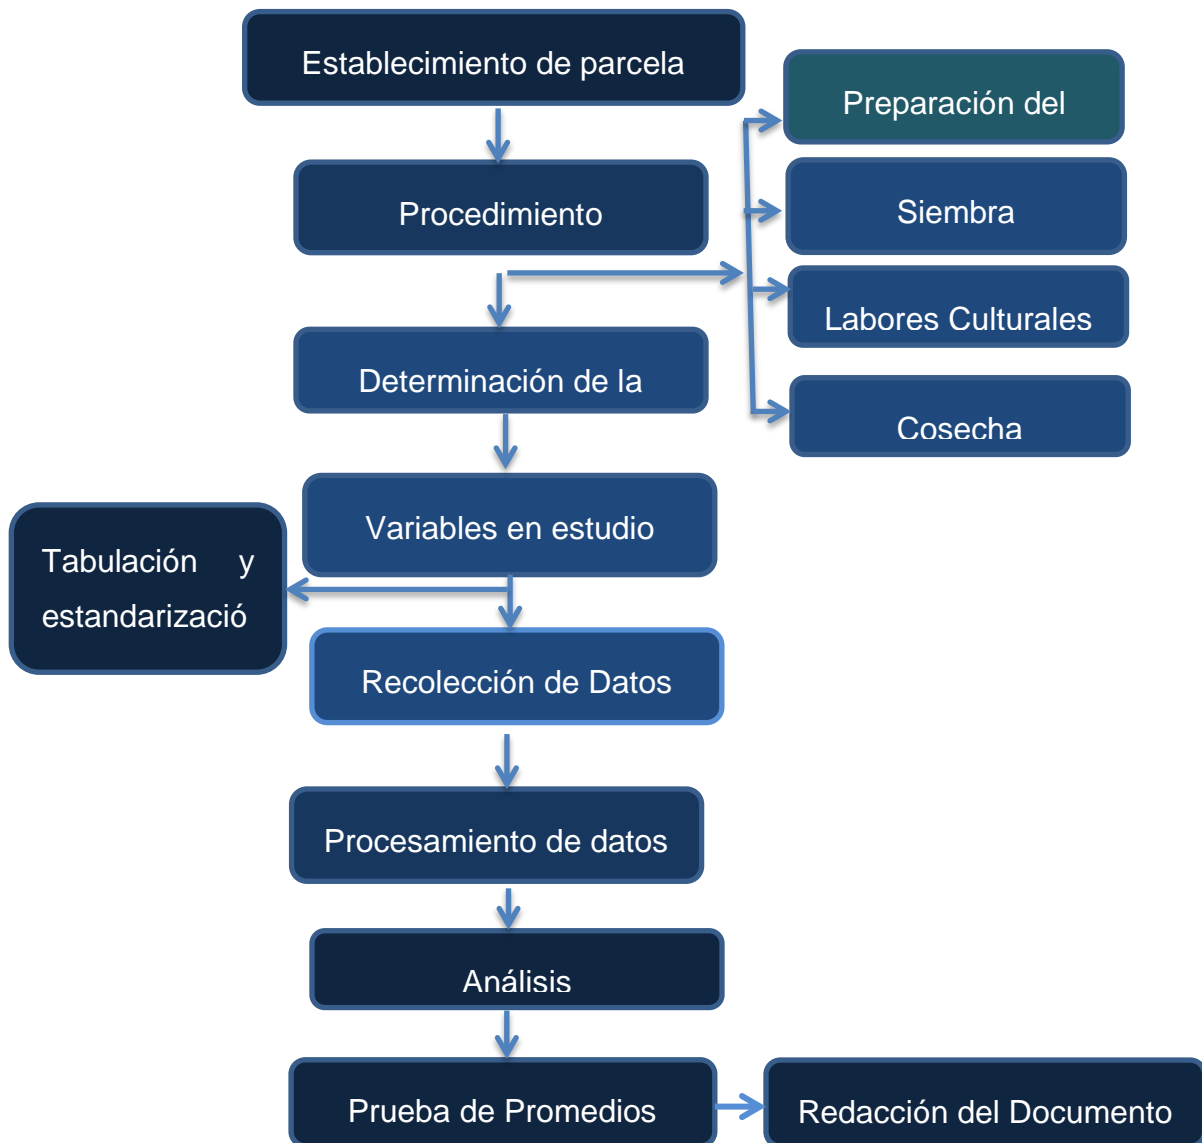 Establecimiento de parcela
Preparación del
Procedimiento
Siembra
Labores Culturales
Determinación de la
Cosecha
Variables en estudio
Tabulación y
estandarizació
Recolección de Datos
Procesamiento de datos
Análisis
Prueba de Promedios
Redacción del Documento